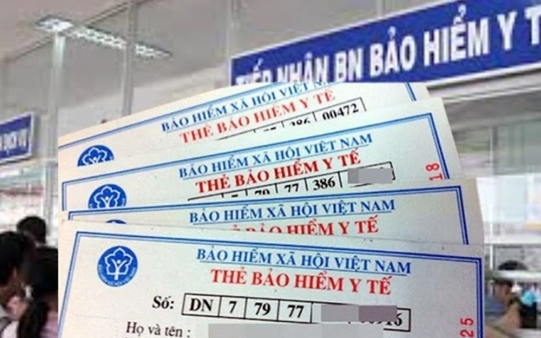 TIẾP NHẬN BN BẢO HIỂM Y T
BẢO HIỂM XÃ HỘI VIỆT NAM
THẺ BẢO HIỂM Y TẾ
386 00472
BẢO HIỂM XÃ HỘI VIỆT NAM
THẺ BẢO HIỂM Y TẾ
7 79 77 386
18
BẢO HIỂM XÃ HỘI VIỆT NAM
THẺ BẢO HIỂM Y TẾ
BẢO HIỂM XÃ HỘI VIỆT NAM
THẺ BẢO HIỂM Y TẾ
Số: DN 7 79 77
Họ và tên :
25